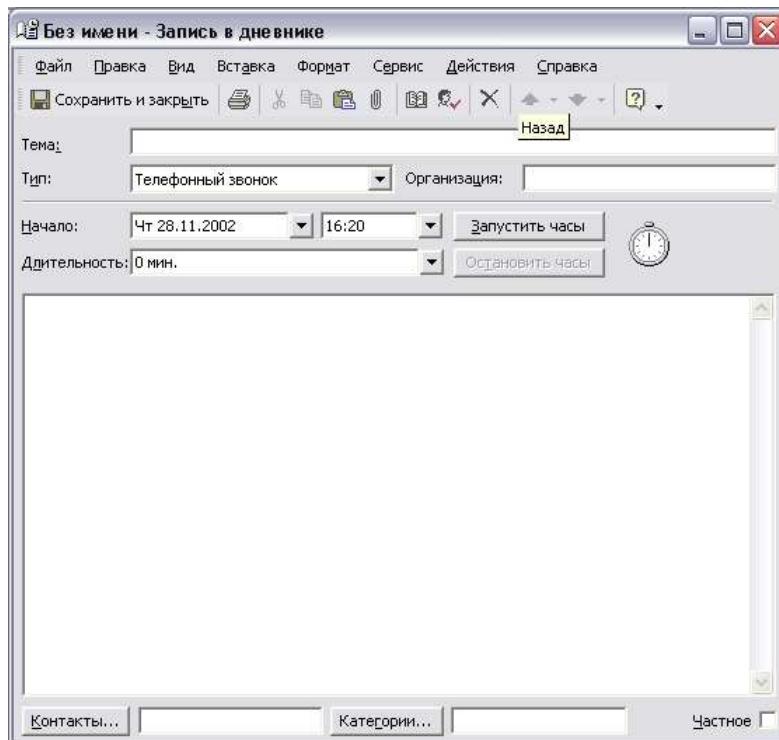 Без имени - Запись в дневнике
Файл Правка Вид Вставка Формат Сервис Действия Справка
Сохранить и закрыть
Назад
Тема:
Тип: Телефонный звонок Организация:
Начало: Чт 28.11.2002 16:20 Запустить часы
Длительность: 0 мин. Остановить часы
Контакты... Категории... Частное